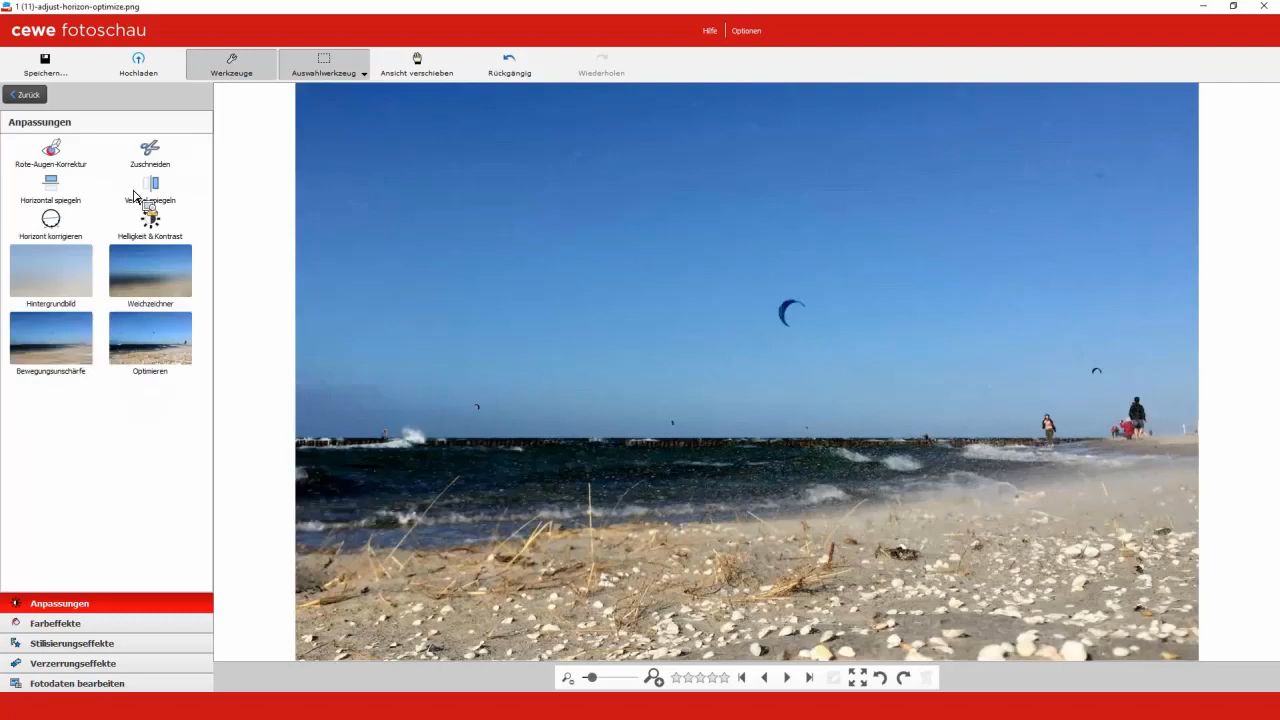 1 (11)-adjust-horizon-optimize.png
cewe fotoschau
Hilfe
Optionen
Speichern...
Hochladen
Werkzeuge
Auswahlwerkzeug
Ansicht verschieben
Rückgängig
Wiederholen
Zurück
Anpassungen
Rote-Augen-Korrektur
Zuschneiden
Horizontal spiegeln
spiegeln
Horizont korrigieren
Helligkeit & Kontrast
Hintergrundbild
Weichzeichner
Bewegungsunschärfe
Optimieren
Anpassungen
Farbeffekte
Stilisierungseffekte
Verzerrungseffekte
Fotodaten bearbeiten